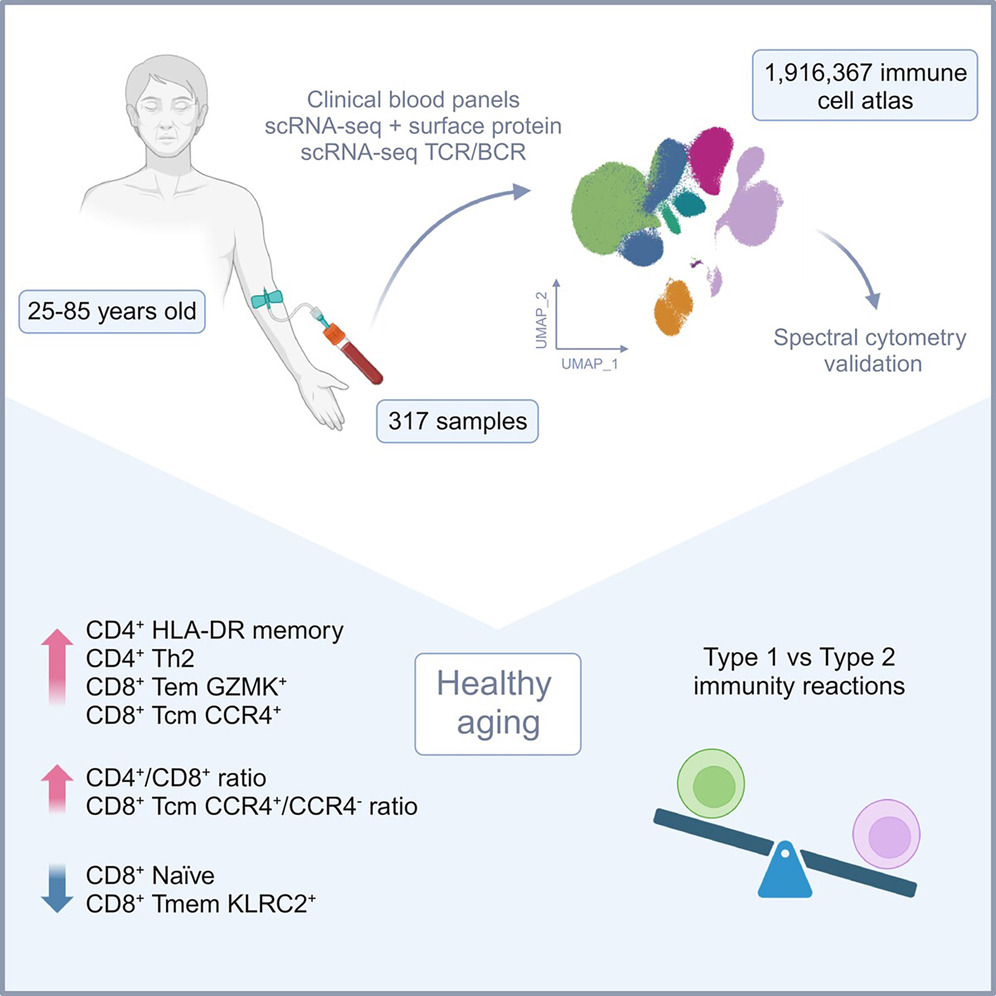 Clinical blood panels
scRNA-seq + surface protein
scRNA-seq TCR/BCR
1,916,367 immune
cell atlas
25-85 years old
317 samples
UMAP_2
UMAP_1
Spectral cytometry
validation
CD4⁺ HLA-DR memory
CD4⁺ Th2
CD8⁺ Tem GZMK⁺
CD8⁺ Tcm CCR4⁺
CD4⁺/CD8⁺ ratio
CD8⁺ Tcm CCR4⁺/CCR4⁻ ratio
CD8⁺ Naïve
CD8⁺ Tmem KLRC2⁺
Healthy
aging
Type 1 vs Type 2
immunity reactions